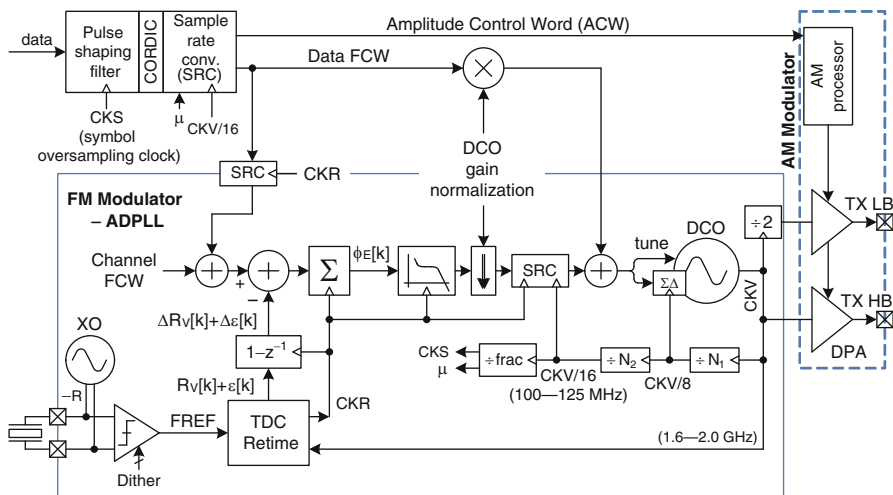 data
Pulse
shaping
filter
CORDIC
Sample
rate
conv.
(SRC)
Amplitude Control Word (ACW)
Data FCW
×
AM
processor
AM Modulator
CKS
(symbol
oversampling clock)
μ
CKV/16
SRC
CKR
DCO
gain
normalization
FM Modulator
– ADPLL
Channel
FCW
+
+
+
−
Σ
ϕE[k]
⇓
SRC
+
tune
DCO
ΣΔ
÷2
CKV
TX LB
TX HB
DPA
ΔRV[k]+Δε[k]
1−z⁻¹
RV[k]+ε[k]
CKS
μ
÷frac
÷N2
÷N1
CKV/16
(100—125 MHz)
CKV/8
XO
−R
FREF
Dither
TDC
Retime
CKR
(1.6—2.0 GHz)